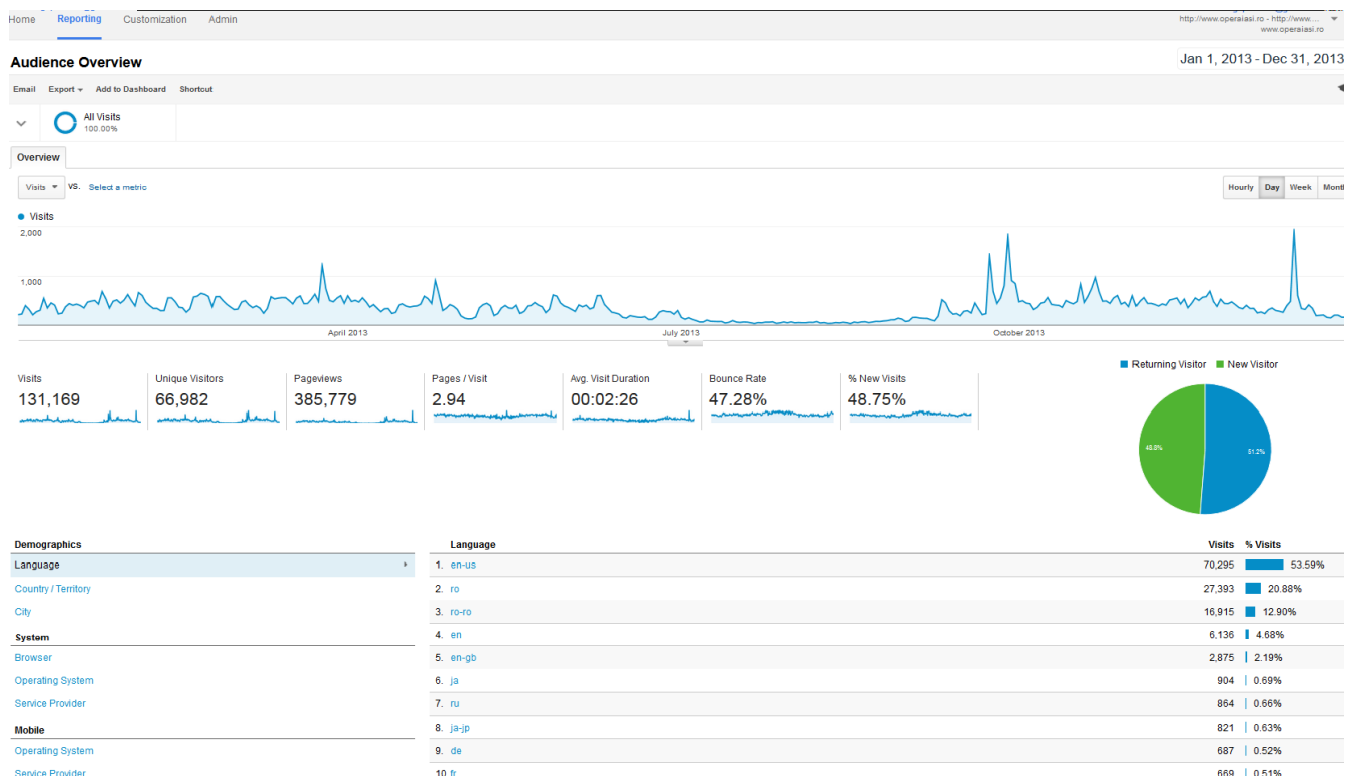 Home Reporting Customization Admin
http://www.operaiasi.ro - http://www....
www.operaiasi.ro
Audience Overview
Jan 1, 2013 - Dec 31, 2013
Email Export Add to Dashboard Shortcut
All Visits
100.00%
Overview
Visits VS. Select a metric
Hourly Day Week Month
Visits
2,000
1,000
April 2013 July 2013 October 2013
Returning Visitor New Visitor
Visits Unique Visitors Pageviews Pages / Visit Avg. Visit Duration Bounce Rate % New Visits
131,169 66,982 385,779 2.94 00:02:26 47.28% 48.75%
48.8% 51.2%
Demographics Language Visits % Visits
Language 1. en-us 70,295 53.59%
Country / Territory 2. ro 27,393 20.88%
City 3. ro-ro 16,915 12.90%
System 4. en 6,136 4.68%
Browser 5. en-gb 2,875 2.19%
Operating System 6. ja 904 0.69%
Service Provider 7. ru 864 0.66%
Mobile 8. ja-jp 821 0.63%
Operating System 9. de 687 0.52%
Service Provider 10. fr 669 0.51%